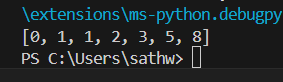 \extensions\ms-python.debugpy
[0, 1, 1, 2, 3, 5, 8]
PS C:\Users\sathw>